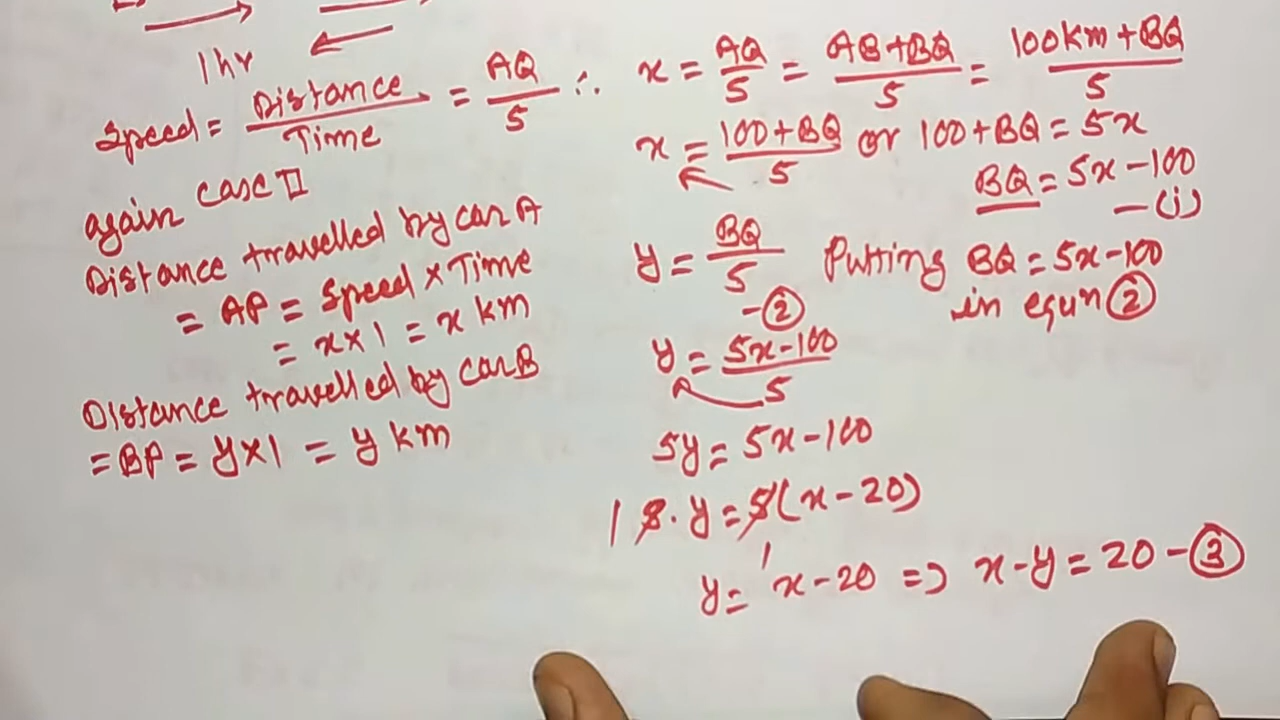 1hr
Speed = Distance / Time = AQ / 5 ∴
again case II
Distance travelled by car A
= AP = Speed × Time
= x × 1 = x km
Distance travelled by car B
= BP = y × 1 = y km
x = AQ / 5 = AB + BQ / 5 = 100km + BQ / 5
x = 100 + BQ / 5 or 100 + BQ = 5x
BQ = 5x - 100
- (i)
y = BQ / 5 Putting BQ = 5x - 100
- ② in equn ②
y = 5x - 100 / 5
5y = 5x - 100
1 5 . y = 5 (x - 20)
1
y = x - 20 => x - y = 20 - ③